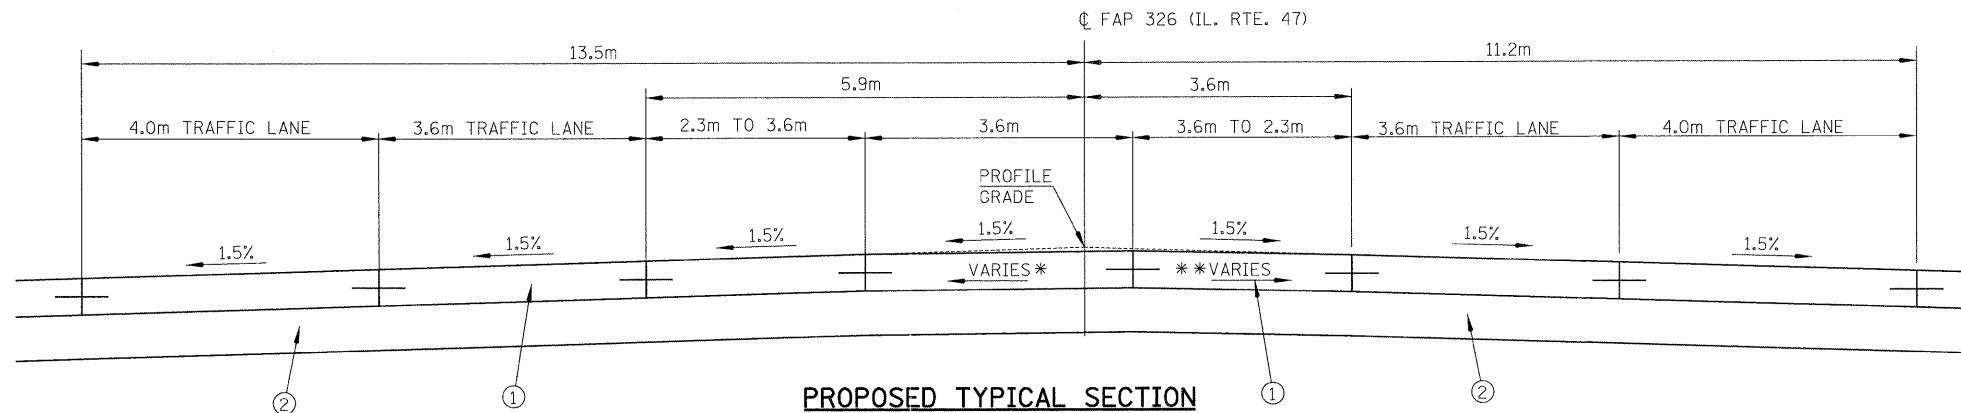 ℄ FAP 326 (IL. RTE. 47)
13.5m 11.2m
5.9m 3.6m
4.0m TRAFFIC LANE 3.6m TRAFFIC LANE 2.3m TO 3.6m 3.6m 3.6m TO 2.3m 3.6m TRAFFIC LANE 4.0m TRAFFIC LANE
PROFILE
GRADE
1.5% 1.5% 1.5% 1.5% 1.5% 1.5% 1.5%
VARIES* **VARIES
2 1 1 2
PROPOSED TYPICAL SECTION